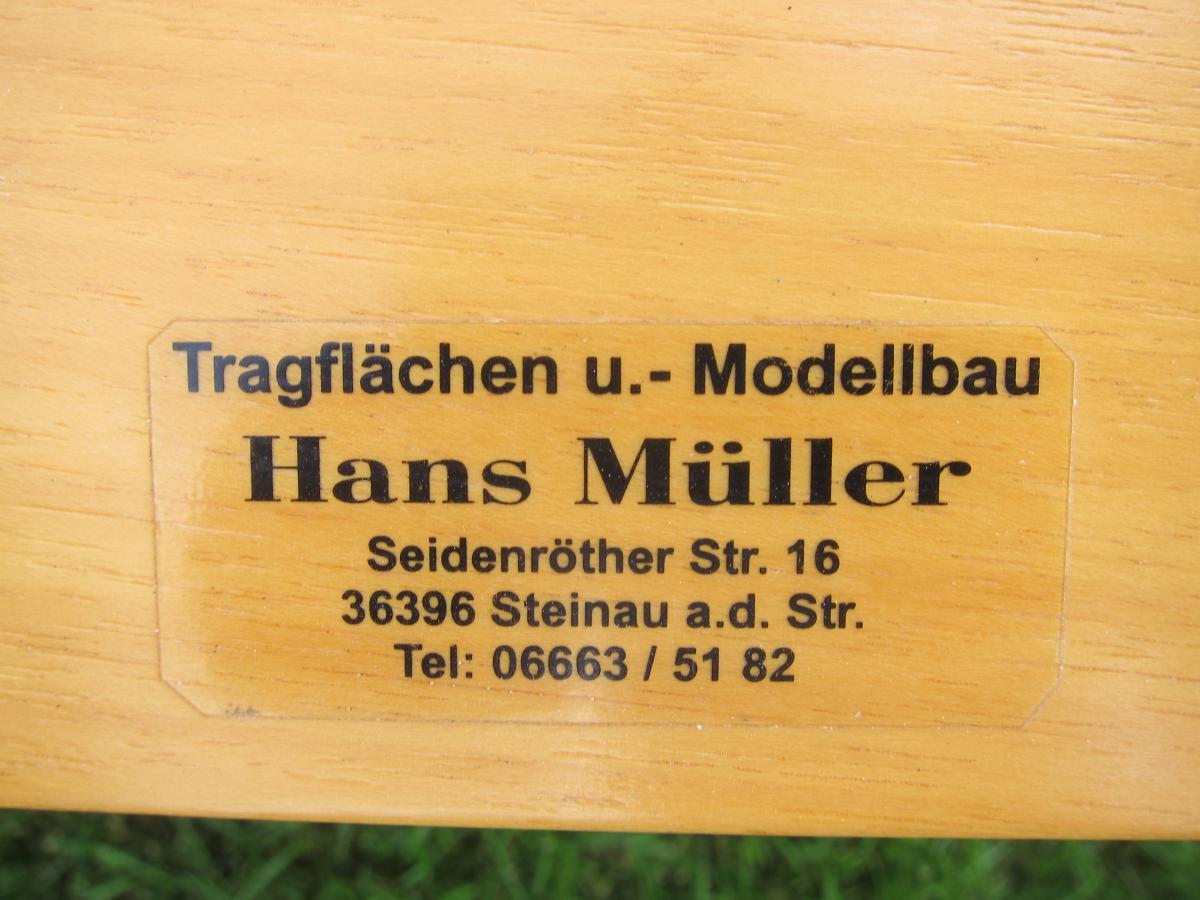 Tragflächen u.- Modellbau
Hans Müller
Seidenröther Str. 16
36396 Steinau a.d. Str.
Tel: 06663 / 51 82